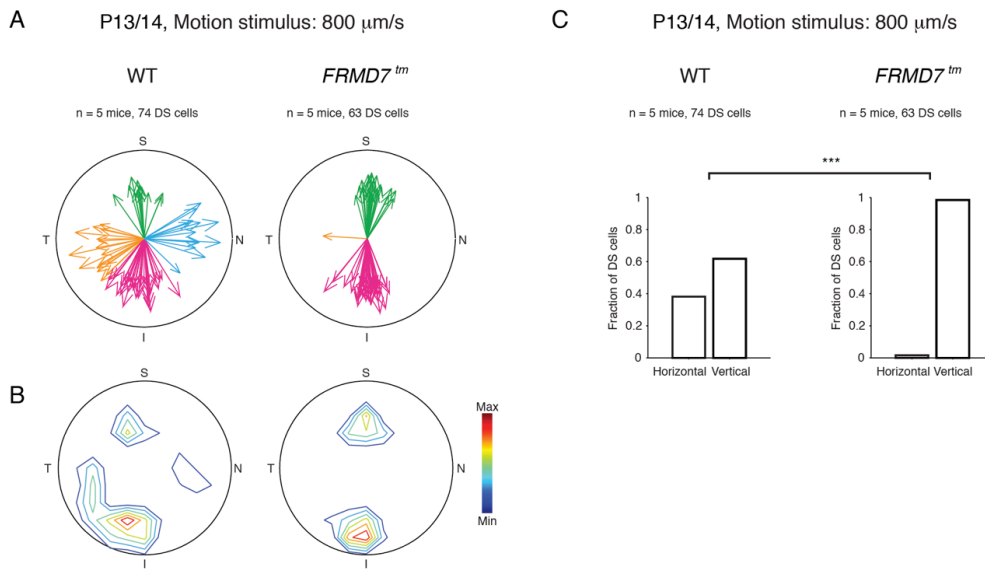 A
P13/14, Motion stimulus: 800 μm/s
WT
FRMD7 tm
n = 5 mice, 74 DS cells
n = 5 mice, 63 DS cells
S
S
T
N
T
N
I
I
B
S
S
T
N
T
N
I
I
Max
Min
C
P13/14, Motion stimulus: 800 μm/s
WT
FRMD7 tm
n = 5 mice, 74 DS cells
n = 5 mice, 63 DS cells
***
Fraction of DS cells
1
0.8
0.6
0.4
0.2
0
Horizontal Vertical
Fraction of DS cells
1
0.8
0.6
0.4
0.2
0
Horizontal Vertical